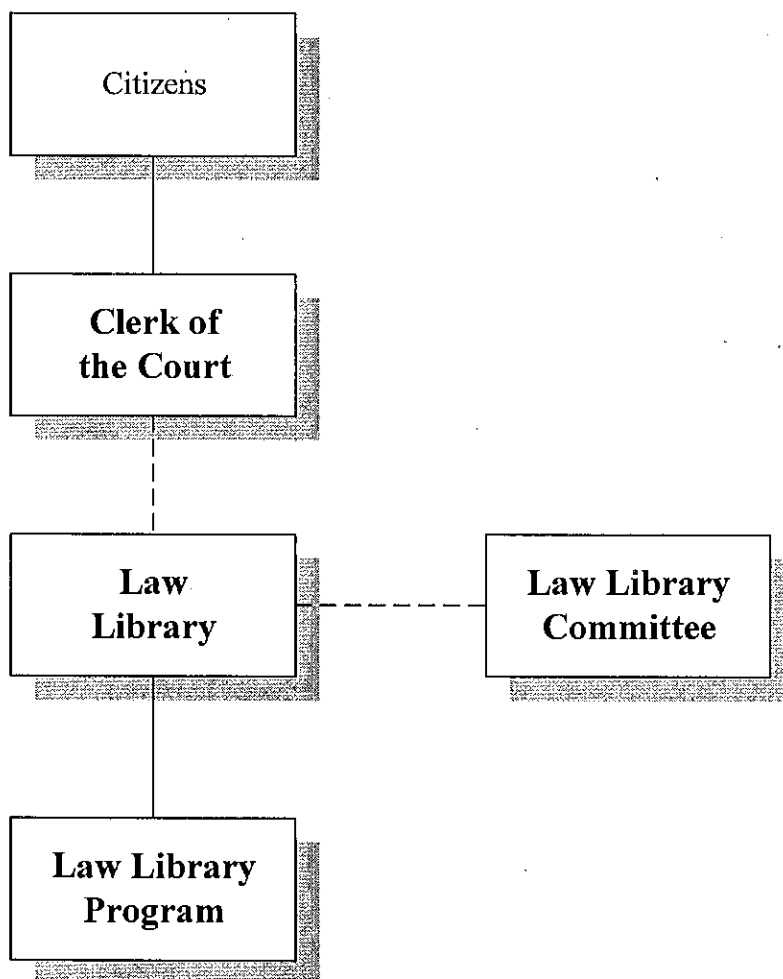 Citizens
Clerk of
the Court
Law
Library
Law Library
Committee
Law Library
Program